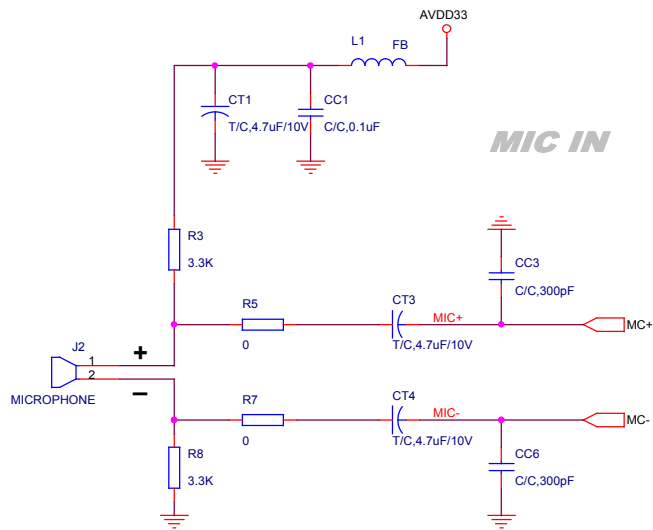 AVDD33
L1 FB
CT1 CC1
T/C,4.7uF/10V C/C,0.1uF
MIC IN
R3
3.3K
CC3
C/C,300pF
R5 CT3 MIC+
MC+
0 T/C,4.7uF/10V
J2 1 +
2 −
MICROPHONE
R7 CT4 MIC-
MC-
0 T/C,4.7uF/10V
R8 CC6
3.3K C/C,300pF